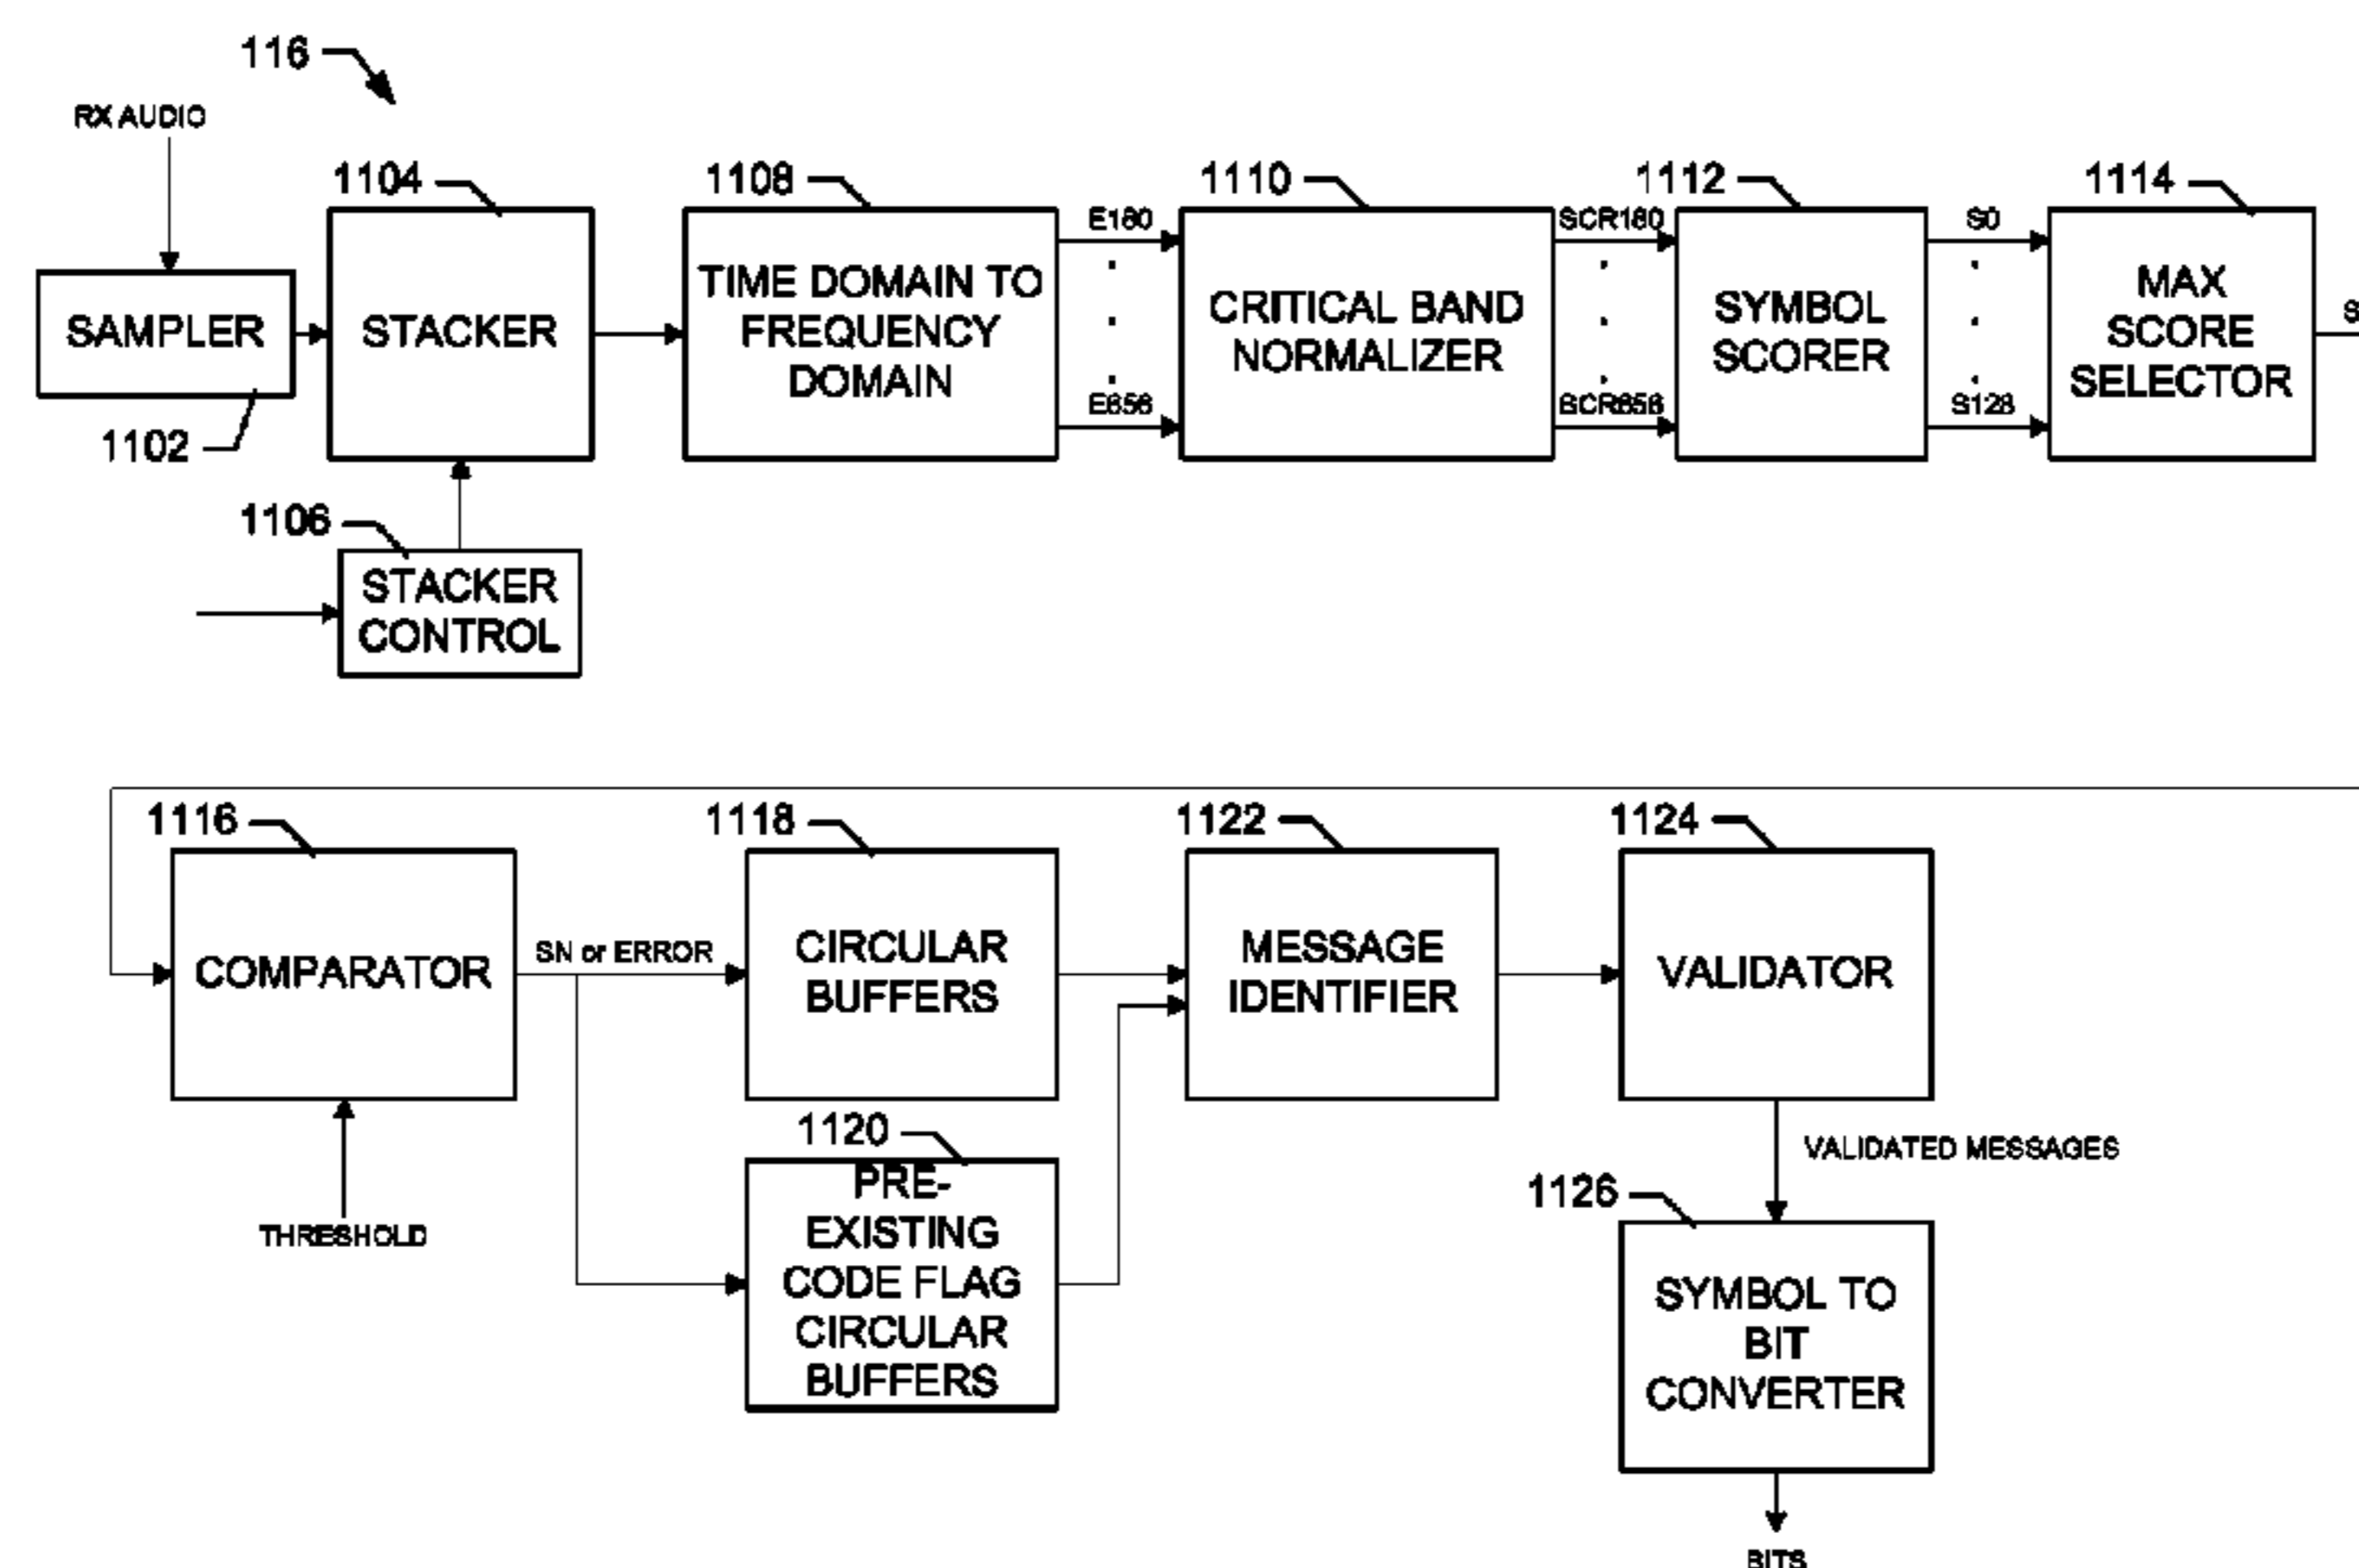 116
RX AUDIO
1104
1108
1110
1112
1114
E180
SCR180
S0
SAMPLER
STACKER
TIME DOMAIN TO
FREQUENCY
DOMAIN
CRITICAL BAND
NORMALIZER
SYMBOL
SCORER
MAX
SCORE
SELECTOR
S
E656
SCR656
S128
1102
1106
STACKER
CONTROL
1116
1118
1122
1124
COMPARATOR
SN or ERROR
CIRCULAR
BUFFERS
MESSAGE
IDENTIFIER
VALIDATOR
1120
VALIDATED MESSAGES
THRESHOLD
PRE-
EXISTING
CODE FLAG
CIRCULAR
BUFFERS
1126
SYMBOL TO
BIT
CONVERTER
BITS